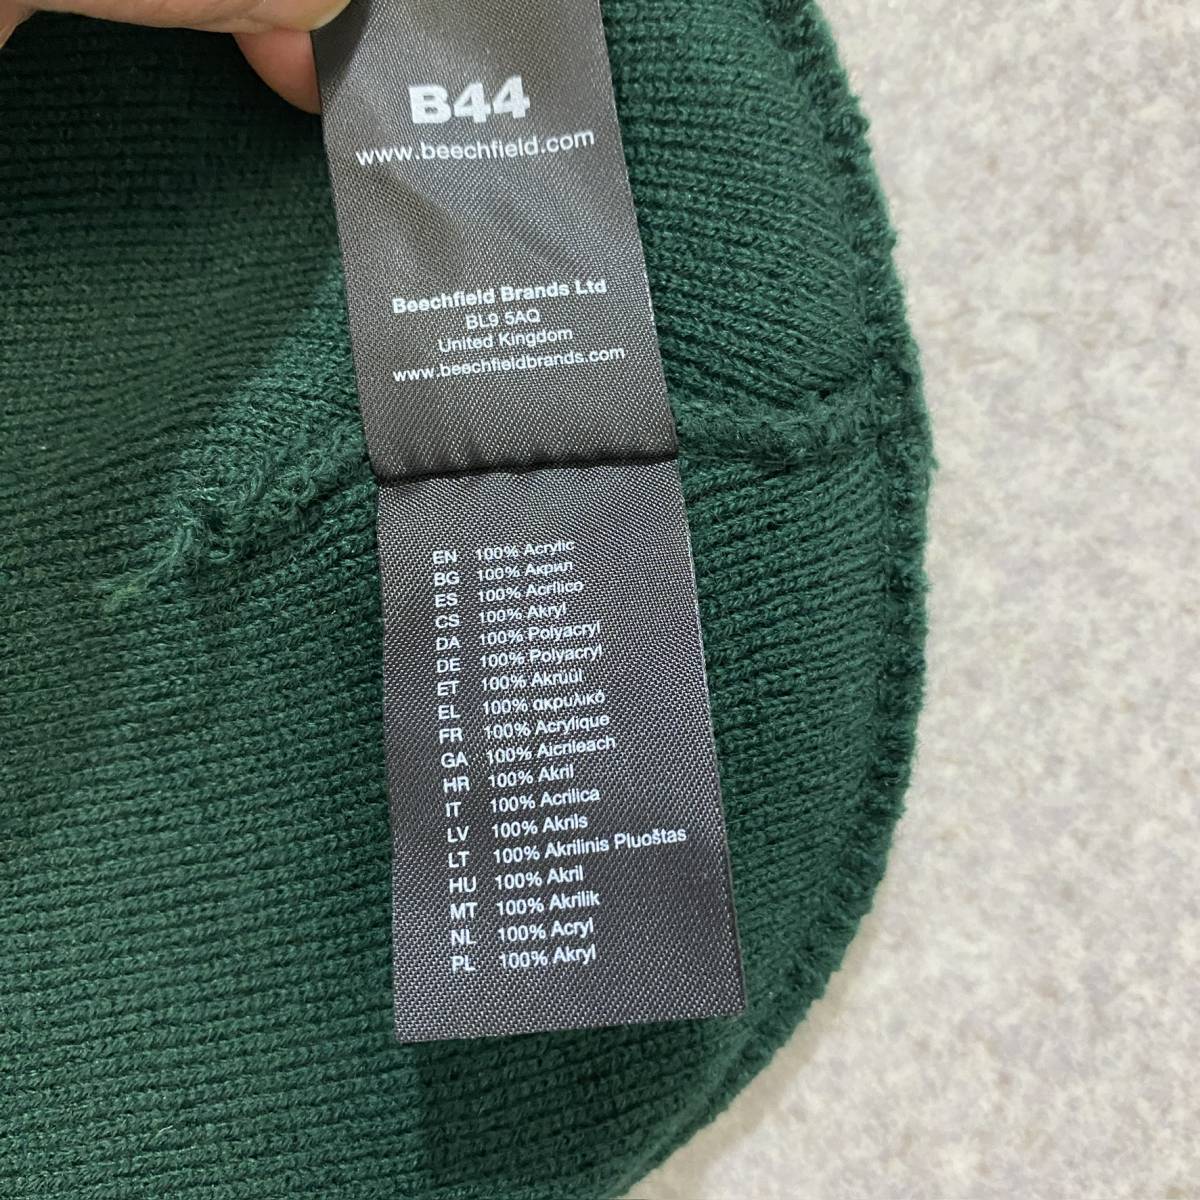 B44
www.beechfield.com
Beechfield Brands Ltd
BL9 5AQ
United Kingdom
www.beechfieldbrands.com
EN 100% Acrylic
BG 100% Акрил
ES 100% Acrílico
CS 100% Akryl
DA 100% Polyacryl
DE 100% Polyacryl
ET 100% Akrüül
EL 100% ακρυλικό
FR 100% Acrylique
GA 100% Aicrileach
HR 100% Akril
IT 100% Acrilica
LV 100% Akrils
LT 100% Akrilinis Pluoštas
HU 100% Akril
MT 100% Akrilik
NL 100% Acryl
PL 100% Akryl